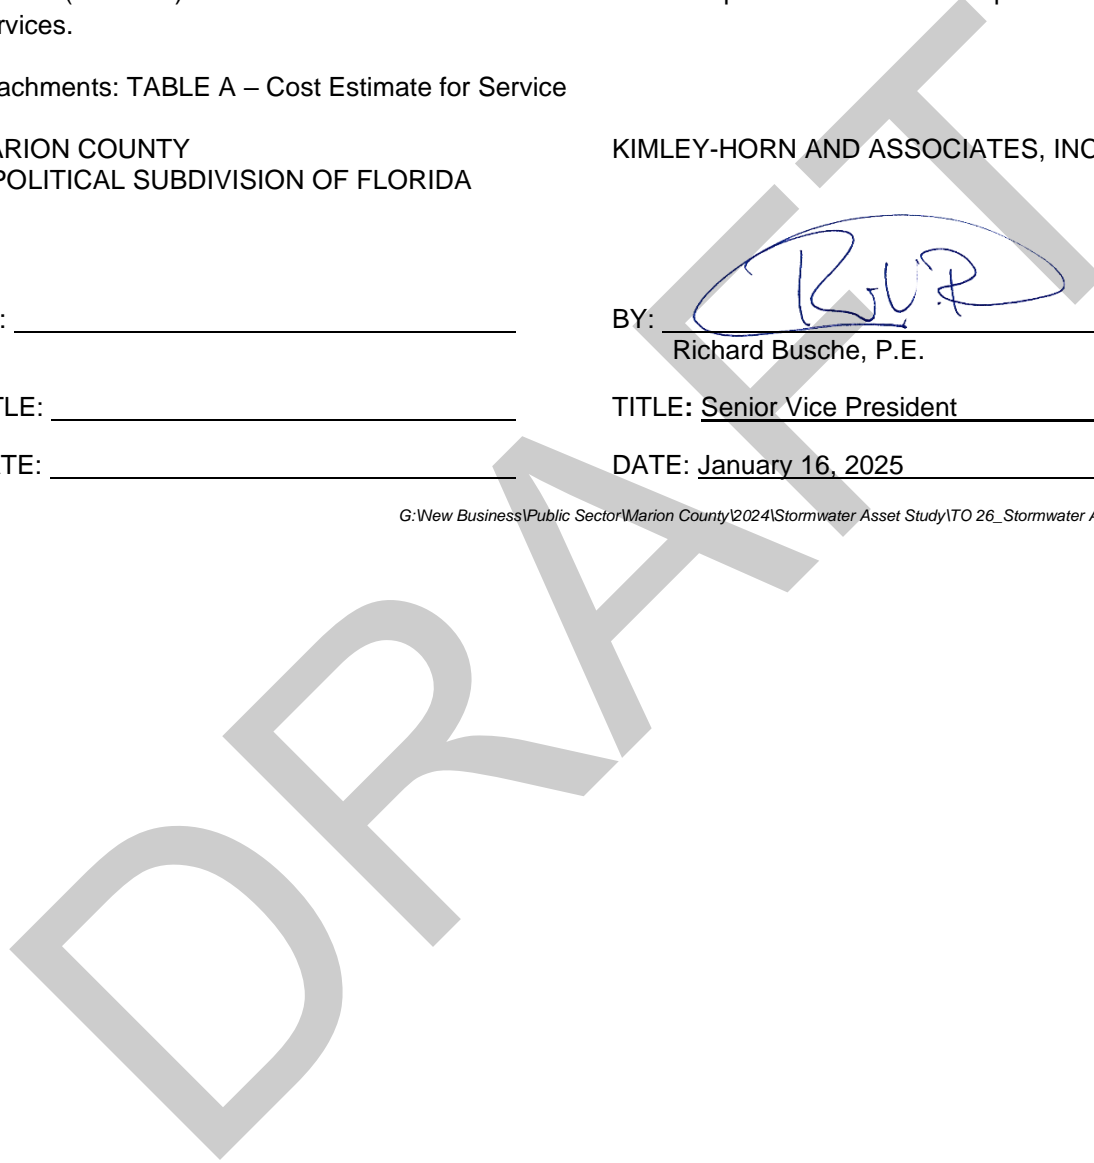 rvices.
achments: TABLE A – Cost Estimate for Service
ARION COUNTY
POLITICAL SUBDIVISION OF FLORIDA
KIMLEY-HORN AND ASSOCIATES, INC
:
BY:
Richard Busche, P.E.
TLE:
TITLE: Senior Vice President
TE:
DATE: January 16, 2025
G:\New Business\Public Sector\Marion County\2024\Stormwater Asset Study\TO 26_Stormwater A
DRAFT